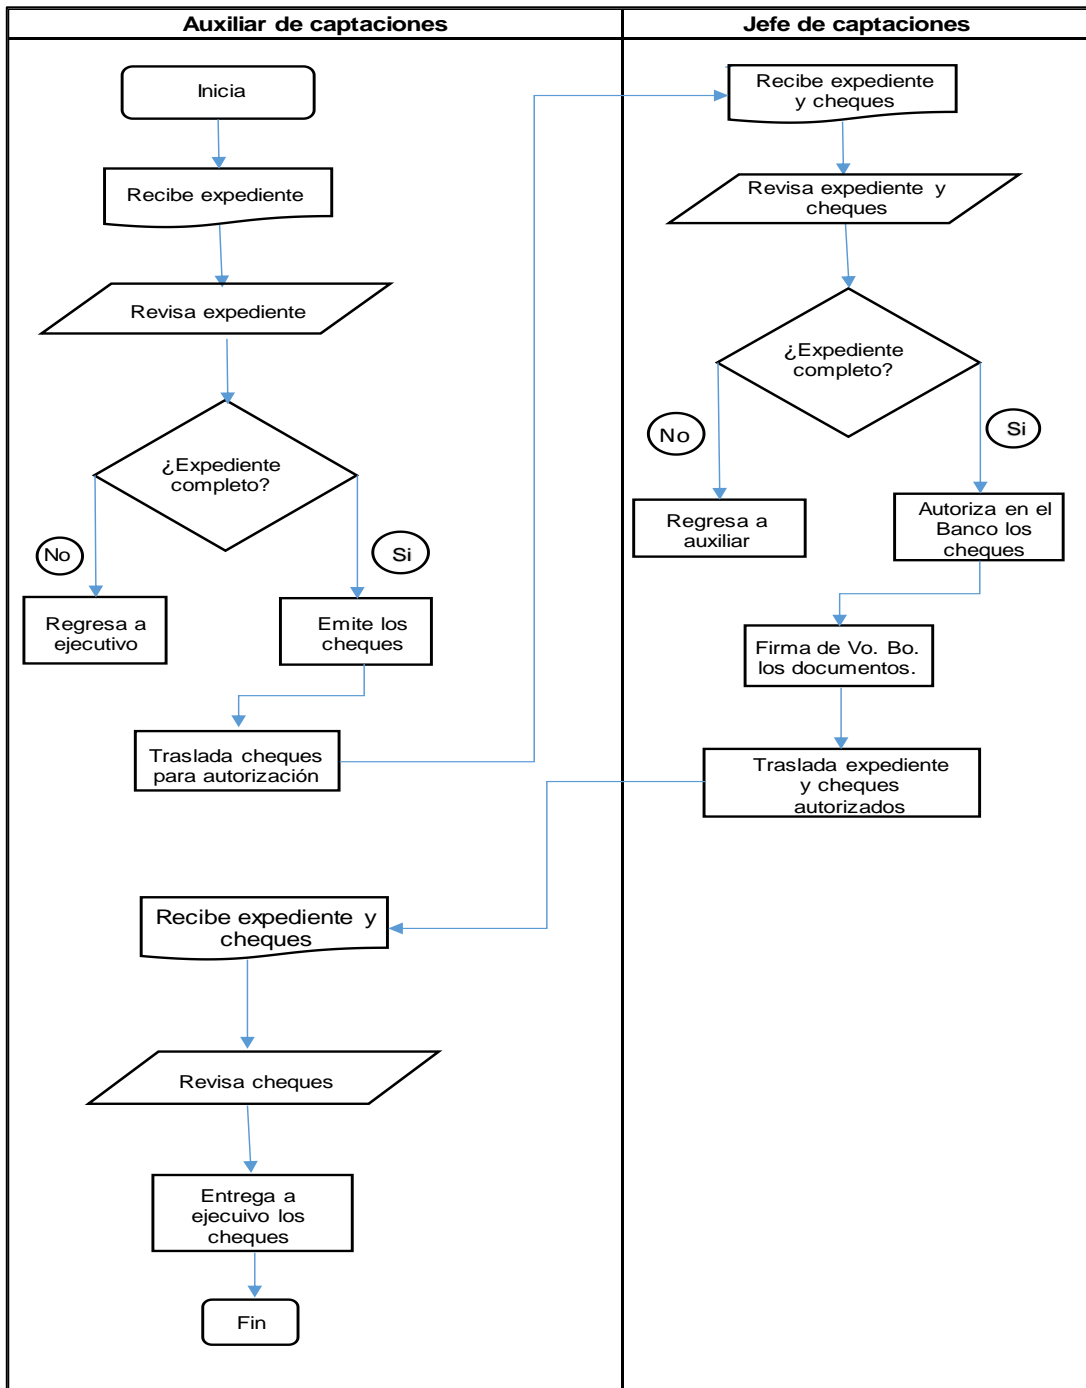 Auxiliar de captaciones
Jefe de captaciones
Inicia
Recibe expediente
Revisa expediente
¿Expediente
completo?
No
Si
Regresa a
ejecutivo
Emite los
cheques
Traslada cheques
para autorización
Recibe expediente
y cheques
Revisa expediente y
cheques
¿Expediente
completo?
No
Si
Regresa a
auxiliar
Autoriza en el
Banco los
cheques
Firma de Vo. Bo.
los documentos.
Traslada expediente
y cheques
autorizados
Recibe expediente y
cheques
Revisa cheques
Entrega a
ejecuivo los
cheques
Fin